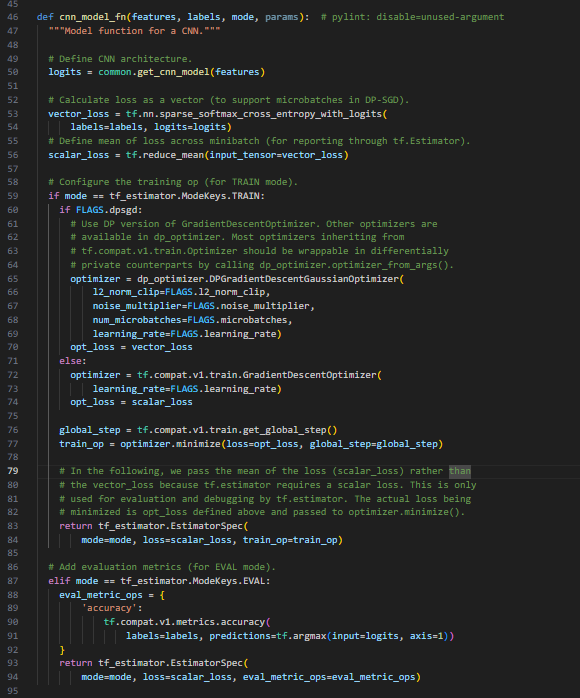 45
46 def cnn_model_fn(features, labels, mode, params):  # pylint: disable=unused-argument
47   """Model function for a CNN."""
48
49   # Define CNN architecture.
50   logits = common.get_cnn_model(features)
51
52   # Calculate loss as a vector (to support microbatches in DP-SGD).
53   vector_loss = tf.nn.sparse_softmax_cross_entropy_with_logits(
54       labels=labels, logits=logits)
55   # Define mean of loss across minibatch (for reporting through tf.Estimator).
56   scalar_loss = tf.reduce_mean(input_tensor=vector_loss)
57
58   # Configure the training op (for TRAIN mode).
59   if mode == tf_estimator.ModeKeys.TRAIN:
60     if FLAGS.dpsgd:
61       # Use DP version of GradientDescentOptimizer. Other optimizers are
62       # available in dp_optimizer. Most optimizers inheriting from
63       # tf.compat.v1.train.Optimizer should be wrappable in differentially
64       # private counterparts by calling dp_optimizer.optimizer_from_args().
65       optimizer = dp_optimizer.DPGradientDescentGaussianOptimizer(
66           l2_norm_clip=FLAGS.l2_norm_clip,
67           noise_multiplier=FLAGS.noise_multiplier,
68           num_microbatches=FLAGS.microbatches,
69           learning_rate=FLAGS.learning_rate)
70       opt_loss = vector_loss
71     else:
72       optimizer = tf.compat.v1.train.GradientDescentOptimizer(
73           learning_rate=FLAGS.learning_rate)
74       opt_loss = scalar_loss
75
76     global_step = tf.compat.v1.train.get_global_step()
77     train_op = optimizer.minimize(loss=opt_loss, global_step=global_step)
78
79     # In the following, we pass the mean of the loss (scalar_loss) rather than
80     # the vector_loss because tf.estimator requires a scalar loss. This is only
81     # used for evaluation and debugging by tf.estimator. The actual loss being
82     # minimized is opt_loss defined above and passed to optimizer.minimize().
83     return tf_estimator.EstimatorSpec(
84         mode=mode, loss=scalar_loss, train_op=train_op)
85
86   # Add evaluation metrics (for EVAL mode).
87   elif mode == tf_estimator.ModeKeys.EVAL:
88     eval_metric_ops = {
89         'accuracy':
90             tf.compat.v1.metrics.accuracy(
91                 labels=labels, predictions=tf.argmax(input=logits, axis=1))
92     }
93     return tf_estimator.EstimatorSpec(
94         mode=mode, loss=scalar_loss, eval_metric_ops=eval_metric_ops)
95